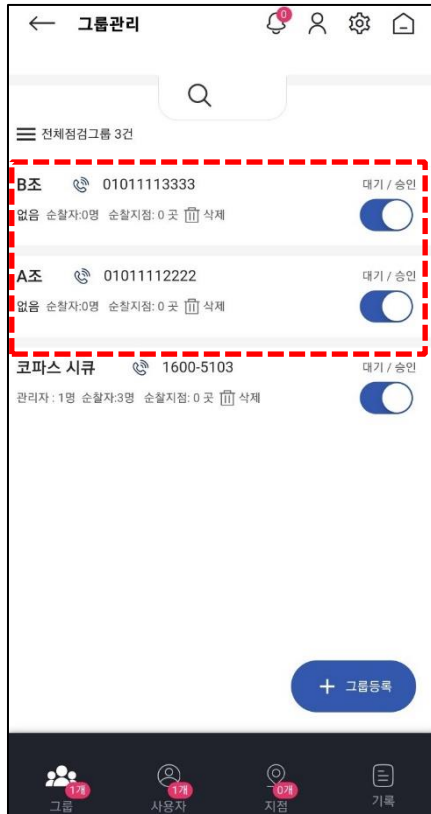 그룹관리
0
전체점검그룹 3건
B조 01011113333 대기 / 승인
없음 순찰자:0명 순찰지점: 0 곳 삭제
A조 01011112222 대기 / 승인
없음 순찰자:0명 순찰지점: 0 곳 삭제
코파스 시큐 1600-5103 대기 / 승인
관리자 : 1명 순찰자:3명 순찰지점: 0 곳 삭제
+ 그룹등록
1개 1개 0개
그룹 사용자 지점 기록